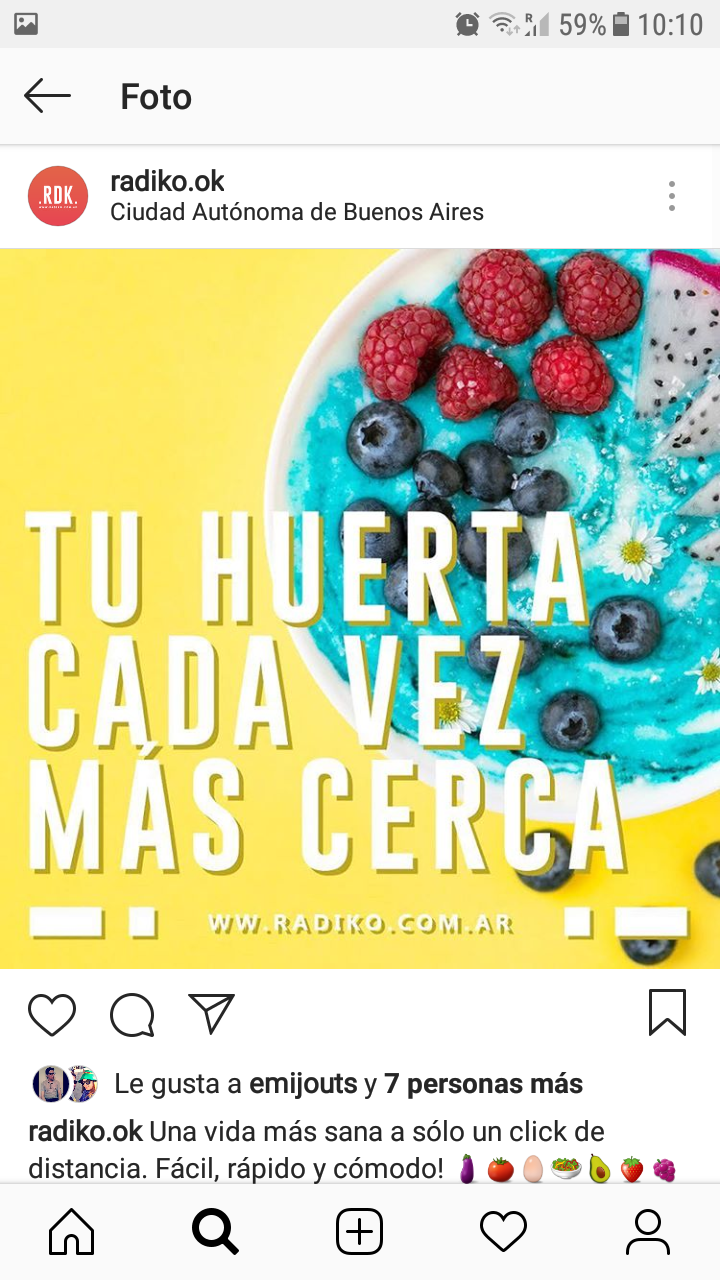 R 59% 10:10
Foto
.RDK.
radiko.ok
Ciudad Autónoma de Buenos Aires
TU HUERTA
CADA VEZ
MÁS CERCA
WW.RADIKO.COM.AR
Le gusta a emijouts y 7 personas más
radiko.ok Una vida más sana a sólo un click de
distancia. Fácil, rápido y cómodo! 🍆🍅🥚🥗🥑🍓🍇